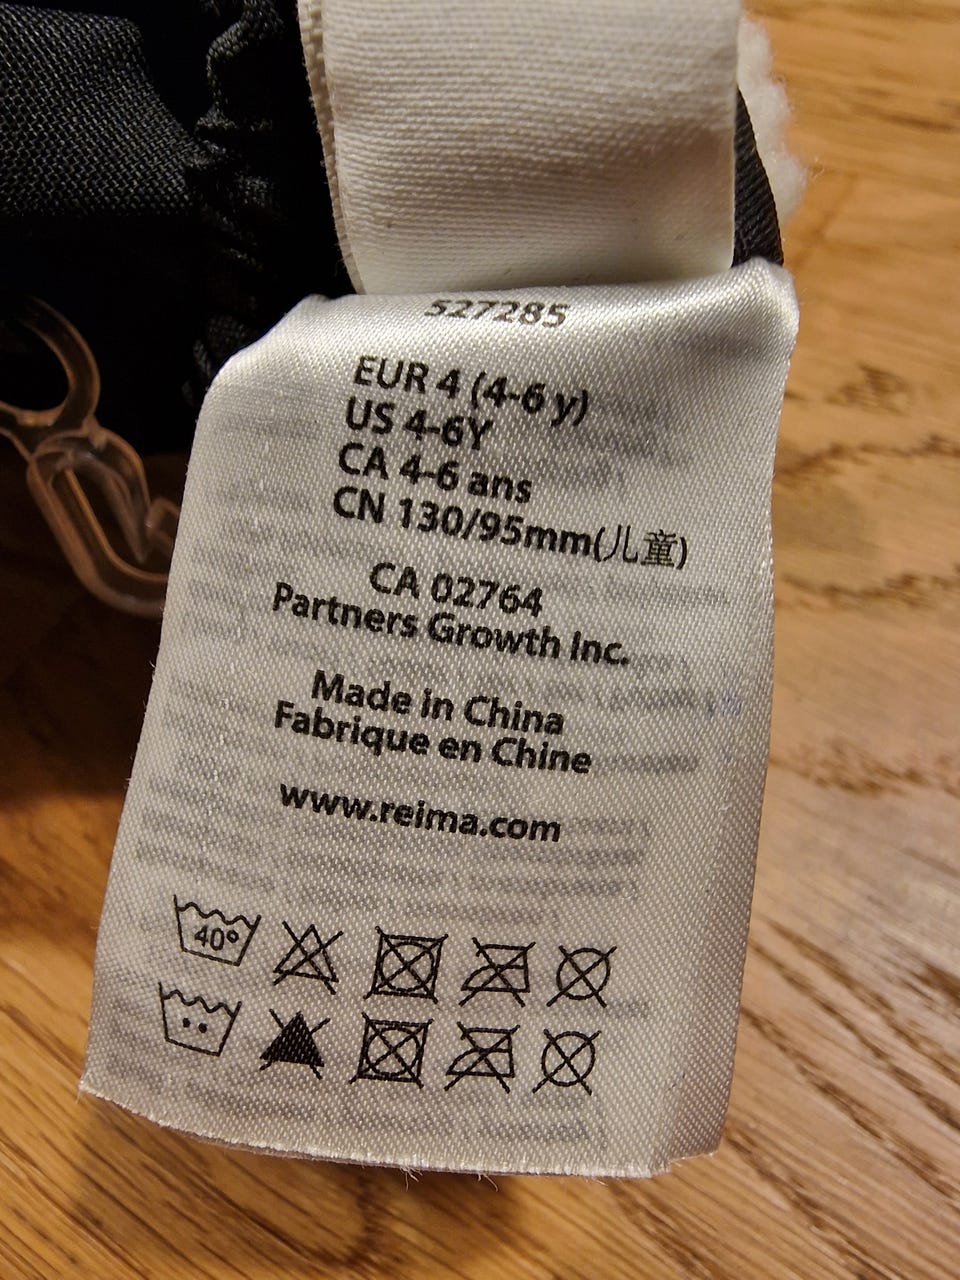 527285
EUR 4 (4-6 y)
US 4-6Y
CA 4-6 ans
CN 130/95mm(儿童)
CA 02764
Partners Growth Inc.
Made in China
Fabrique en Chine
www.reima.com
40°